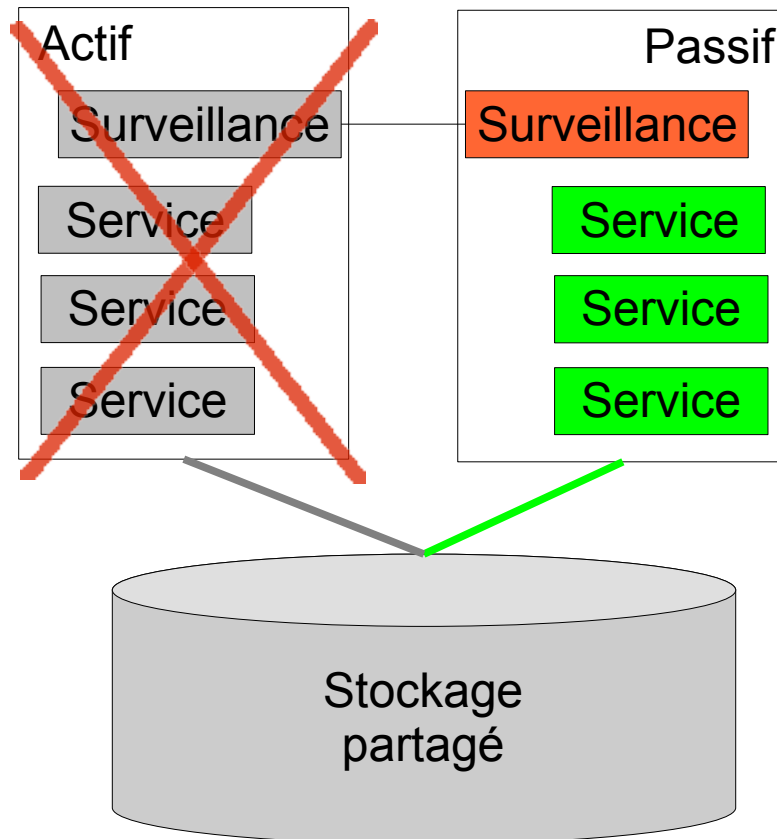 Actif
Passif
Surveillance
Surveillance
Service
Service
Service
Service
Service
Service
Stockage
partagé